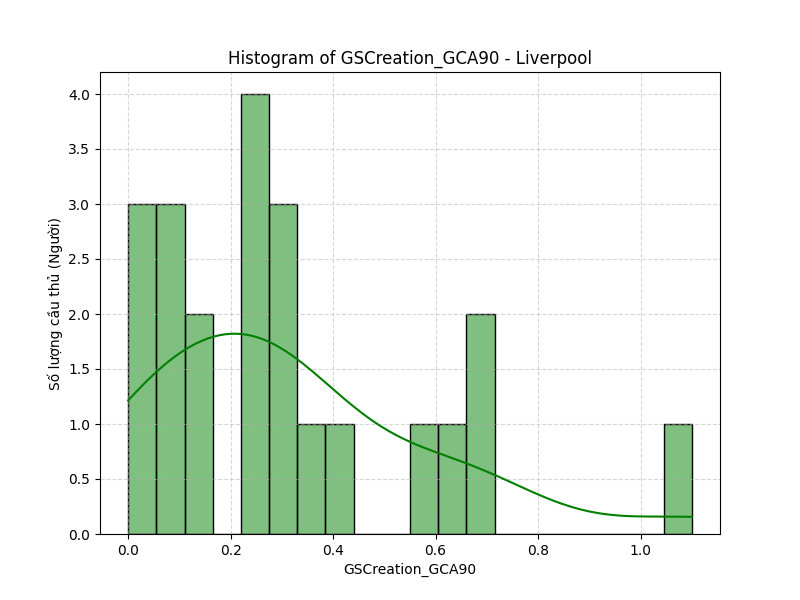 Histogram of GSCreation_GCA90 - Liverpool
4.0
3.5
3.0
2.5
2.0
1.5
1.0
0.5
0.0
Số lượng cầu thủ (Người)
0.0 0.2 0.4 0.6 0.8 1.0
GSCreation_GCA90